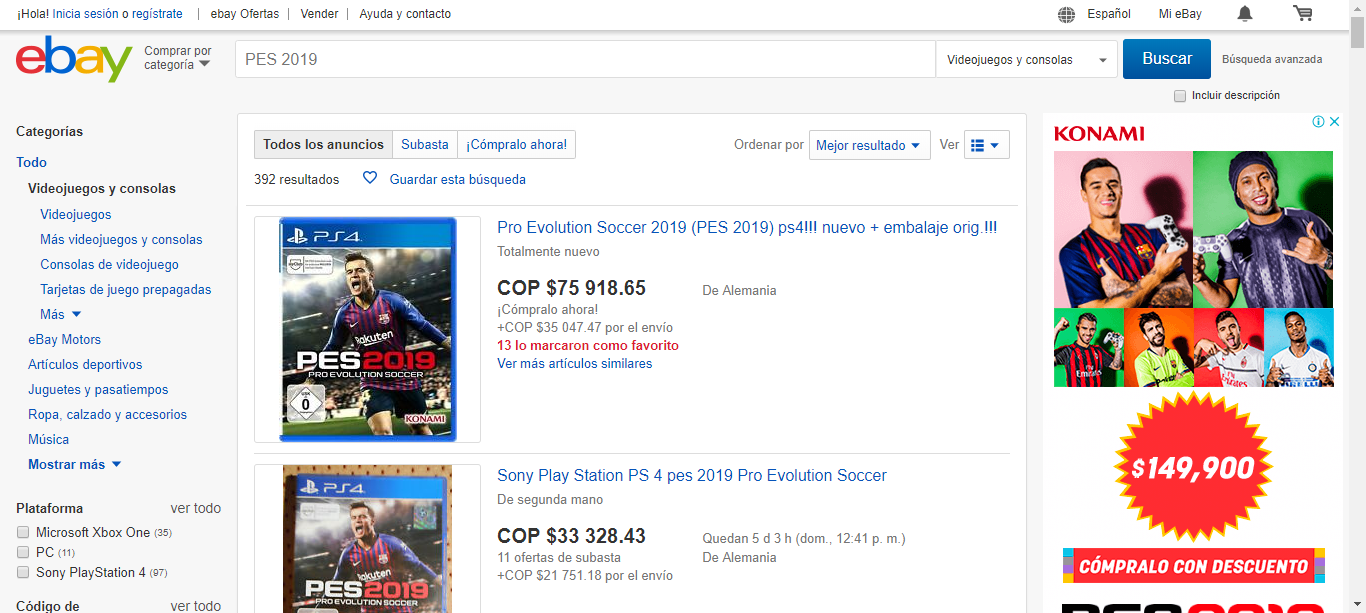 ¡Hola! Inicia sesión o regístrate | ebay Ofertas | Vender | Ayuda y contacto Español Mi eBay
ebay
Comprar por
categoría
PES 2019
Videojuegos y consolas
Buscar
Búsqueda avanzada
Incluir descripción
Categorías
Todo
Videojuegos y consolas
Videojuegos
Más videojuegos y consolas
Consolas de videojuego
Tarjetas de juego prepagadas
Más
eBay Motors
Artículos deportivos
Juguetes y pasatiempos
Ropa, calzado y accesorios
Música
Mostrar más
Plataforma ver todo
Microsoft Xbox One (35)
PC (11)
Sony PlayStation 4 (97)
Código de ver todo
Todos los anuncios Subasta ¡Cómpralo ahora!
Ordenar por Mejor resultado Ver
392 resultados Guardar esta búsqueda
PS4
Rakuten
PES2019
PRO EVOLUTION SOCCER
USK
0
KONAMI
Pro Evolution Soccer 2019 (PES 2019) ps4!!! nuevo + embalaje orig.!!!
Totalmente nuevo
COP $75 918.65 De Alemania
¡Cómpralo ahora!
+COP $35 047.47 por el envío
13 lo marcaron como favorito
Ver más artículos similares
PS4
Rakuten
PES2019
PRO EVOLUTION SOCCER
Sony Play Station PS 4 pes 2019 Pro Evolution Soccer
De segunda mano
COP $33 328.43 Quedan 5 d 3 h (dom., 12:41 p. m.)
11 ofertas de subasta De Alemania
+COP $21 751.18 por el envío
KONAMI
Fly
Emirates
$149,900
CÓMPRALO CON DESCUENTO
PES2019